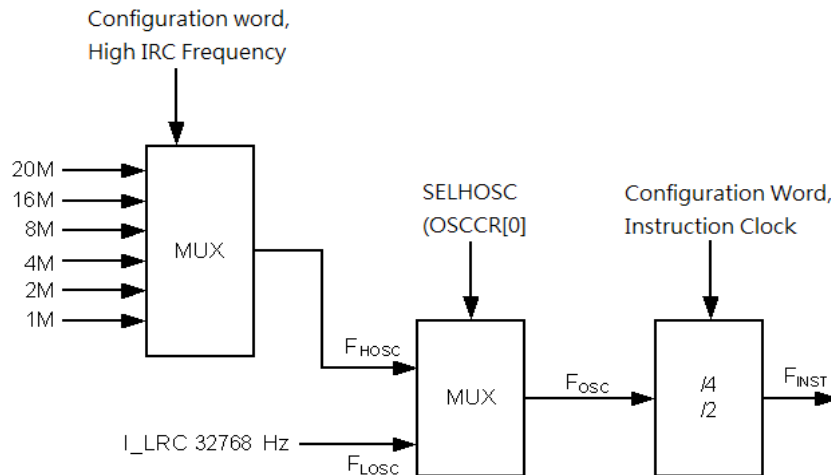 Configuration word,
High IRC Frequency
20M
16M
8M
4M
2M
1M
MUX
SELHOSC
(OSCCR[0]
Configuration Word,
Instruction Clock
FHOSC
MUX
FOSC
/4
/2
FINST
I_LRC 32768 Hz
FLOSC